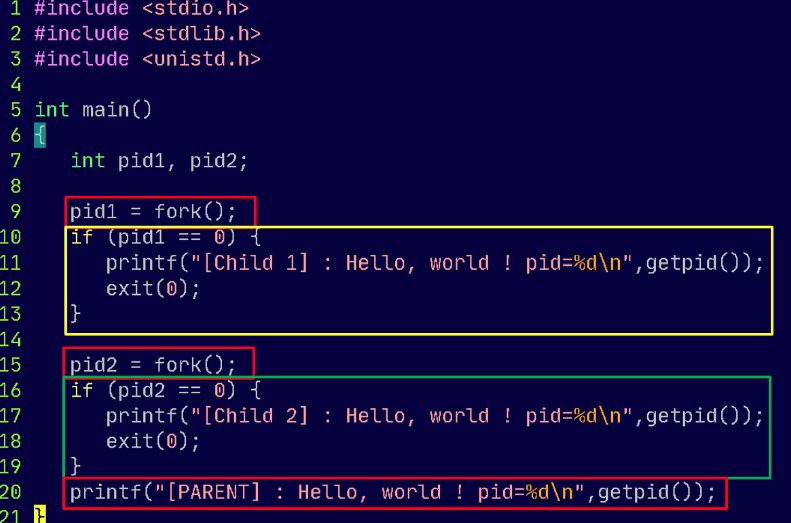 1 #include <stdio.h>
2 #include <stdlib.h>
3 #include <unistd.h>
4
5 int main()
6 {
7 int pid1, pid2;
8
9 pid1 = fork();
10 if (pid1 == 0) {
11 printf("[Child 1] : Hello, world ! pid=%d\n",getpid());
12 exit(0);
13 }
14
15 pid2 = fork();
16 if (pid2 == 0) {
17 printf("[Child 2] : Hello, world ! pid=%d\n",getpid());
18 exit(0);
19 }
20 printf("[PARENT] : Hello, world ! pid=%d\n",getpid());
21 }